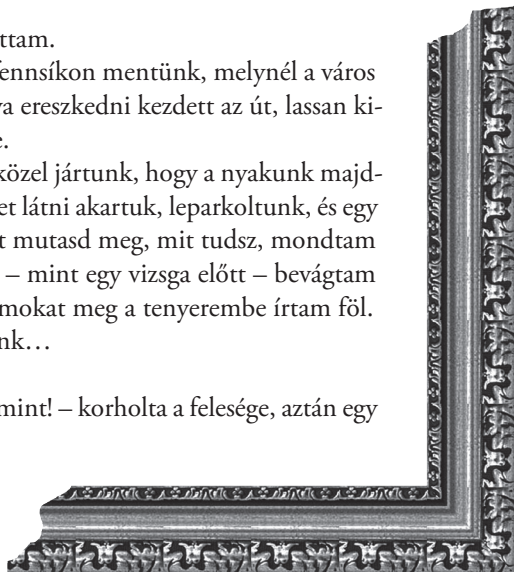 ttam.
ennsíkon mentünk, melynél a város
va ereszkedni kezdett az út, lassan ki-
e.
közel jártunk, hogy a nyakunk majd-
et látni akartuk, leparkoltunk, és egy
t mutasd meg, mit tudsz, mondtam
– mint egy vizsga előtt – bevágtam
mokat meg a tenyerembe írtam föl.
nk…
mint! – korholta a felesége, aztán egy